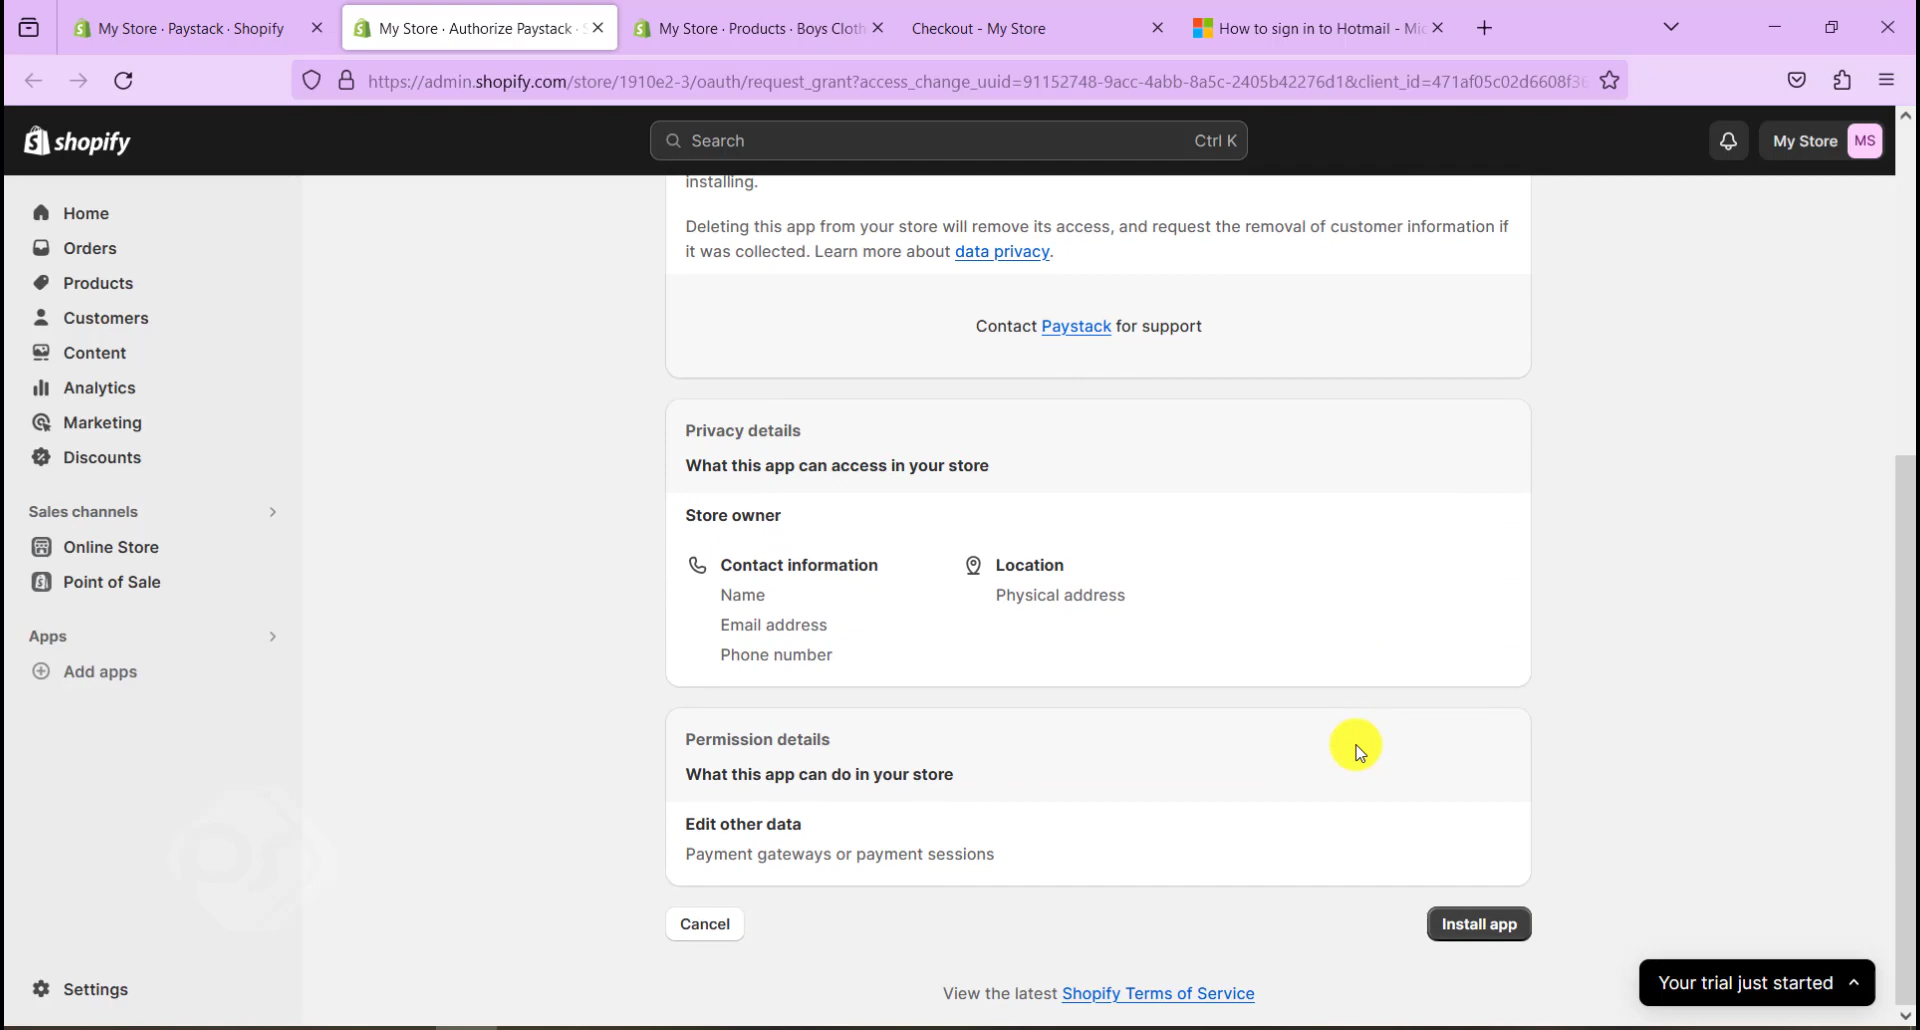 My Store · Paystack · Shopify
My Store · Authorize Paystack ·
My Store · Products · Boys Cloth
Checkout - My Store
How to sign in to Hotmail - Mic
https://admin.shopify.com/store/1910e2-3/oauth/request_grant?access_change_uuid=91152748-9acc-4abb-8a5c-2405b42276d1&client_id=471af05c02d6608f36
shopify
Search
Ctrl K
My Store
MS
Home
Orders
Products
Customers
Content
Analytics
Marketing
Discounts
Sales channels
Online Store
Point of Sale
Apps
Add apps
Settings
installing.
Deleting this app from your store will remove its access, and request the removal of customer information if
it was collected. Learn more about data privacy.
Contact Paystack for support
Privacy details
What this app can access in your store
Store owner
Contact information
Name
Email address
Phone number
Location
Physical address
Permission details
What this app can do in your store
Edit other data
Payment gateways or payment sessions
Cancel
Install app
View the latest Shopify Terms of Service
Your trial just started